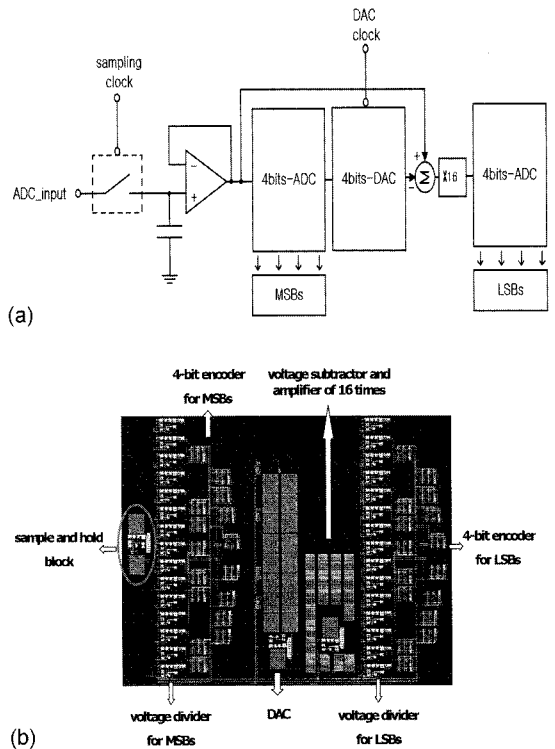 DAC
clock
sampling
clock
ADC_input
-
+
4bits-ADC
4bits-DAC
+
-
Σ
X16
4bits-ADC
MSBs
LSBs
(a)
4-bit encoder
for MSBs
voltage subtractor and
amplifier of 16 times
sample and hold
block
4-bit encoder
for LSBs
voltage divider
for MSBs
DAC
voltage divider
for LSBs
(b)